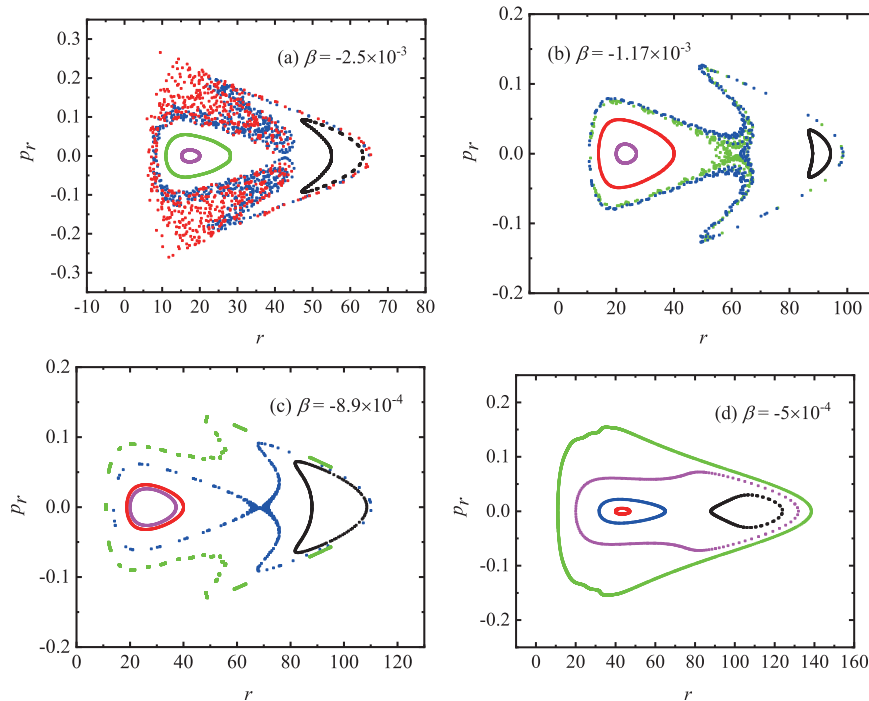 (a) β = -2.5×10⁻³
0.3
0.2
0.1
0.0
-0.1
-0.2
-0.3
p_r
-10 0 10 20 30 40 50 60 70 80
r
(b) β = -1.17×10⁻³
0.2
0.1
0.0
-0.1
-0.2
p_r
0 20 40 60 80 100
r
(c) β = -8.9×10⁻⁴
0.2
0.1
0.0
-0.1
-0.2
p_r
0 20 40 60 80 100 120
r
(d) β = -5×10⁻⁴
0.2
0.1
0.0
-0.1
-0.2
p_r
0 20 40 60 80 100 120 140 160
r